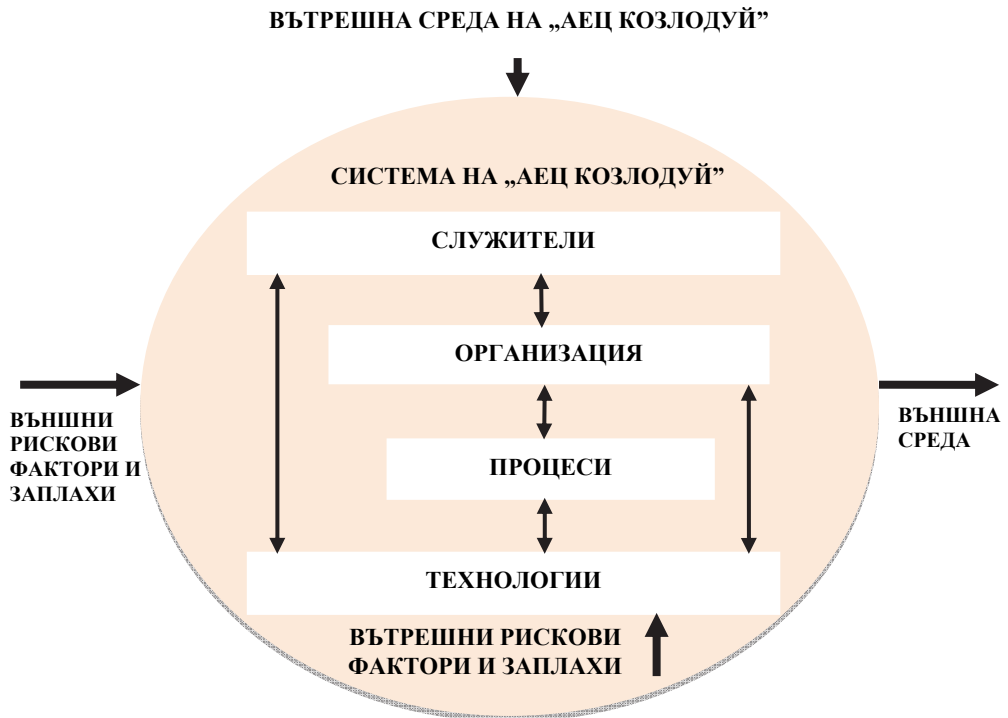 ВЪТРЕШНА СРЕДА НА „АЕЦ КОЗЛОДУЙ”
СИСТЕМА НА „АЕЦ КОЗЛОДУЙ”
СЛУЖИТЕЛИ
ОРГАНИЗАЦИЯ
ВЪНШНИ
РИСКОВИ
ФАКТОРИ И
ЗАПЛАХИ
ВЪНШНА
СРЕДА
ПРОЦЕСИ
ТЕХНОЛОГИИ
ВЪТРЕШНИ РИСКОВИ
ФАКТОРИ И ЗАПЛАХИ